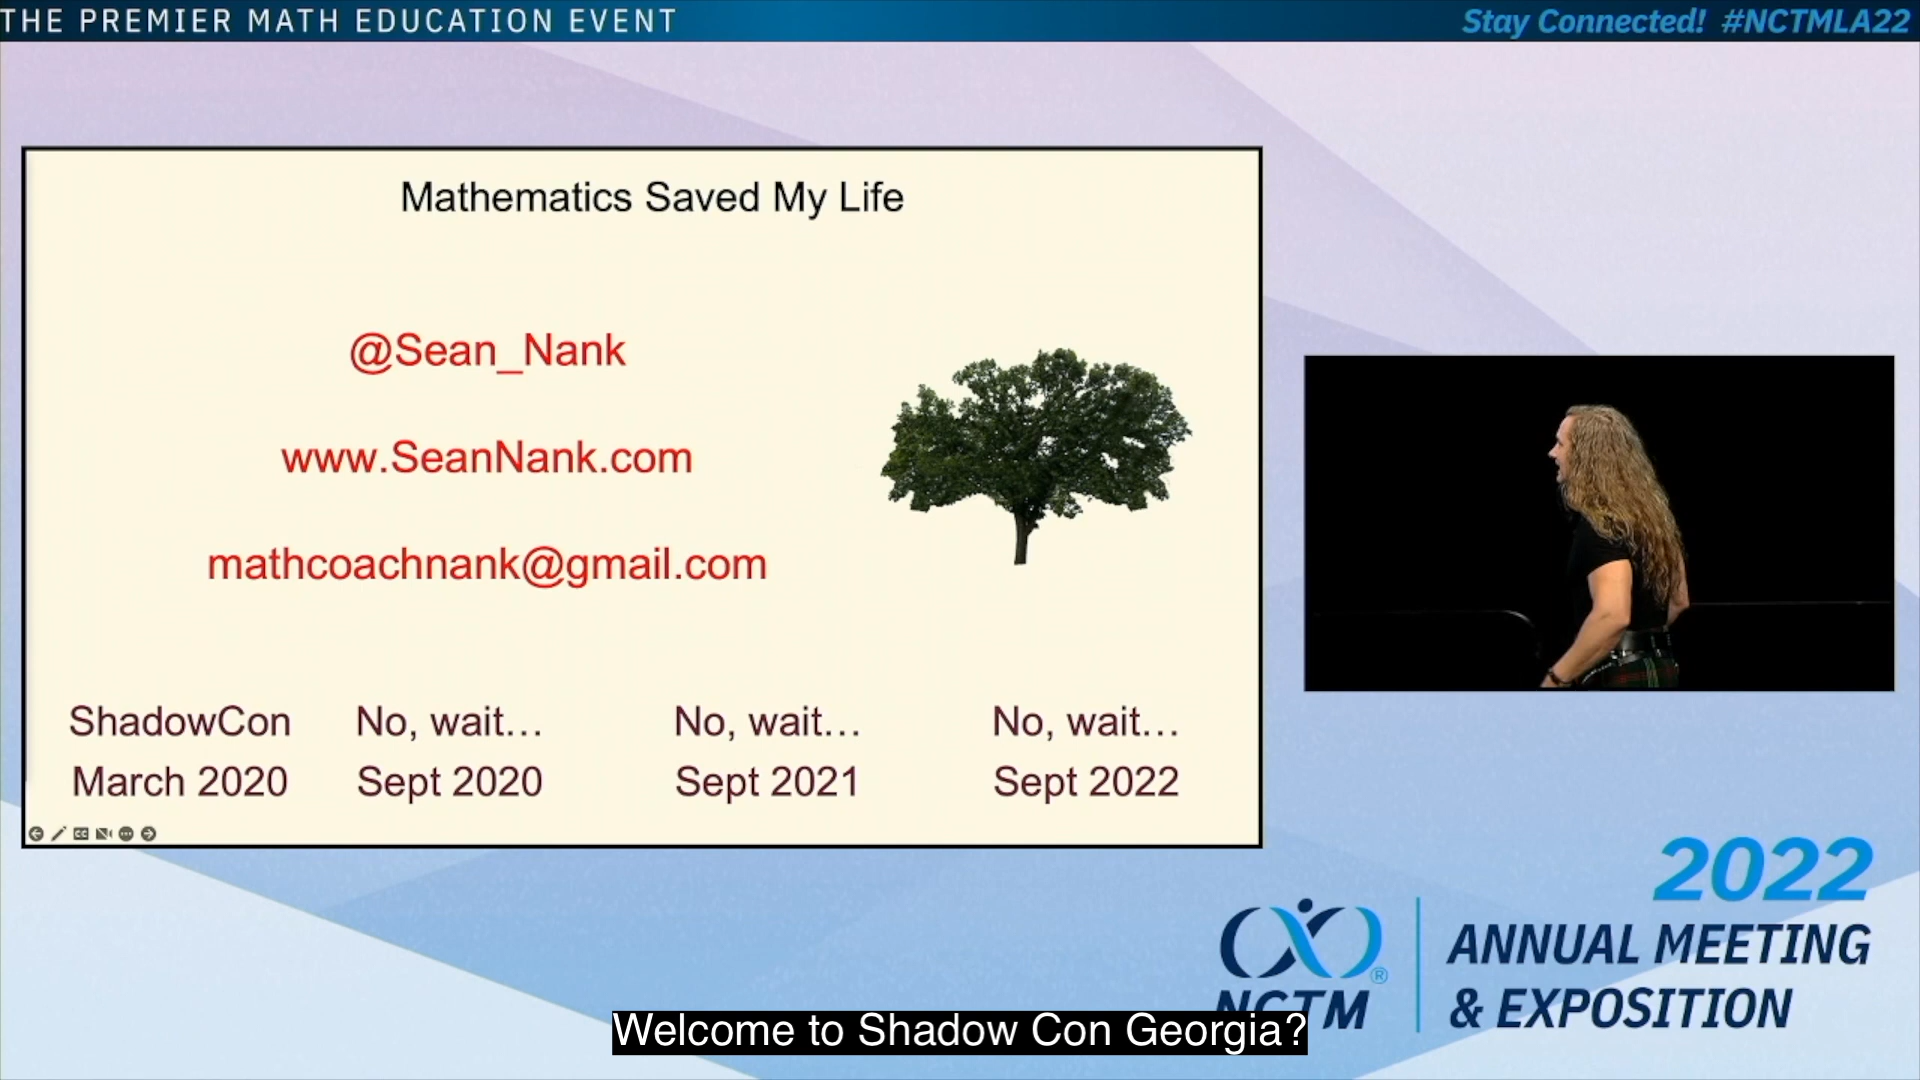 THE PREMIER MATH EDUCATION EVENT
Stay Connected! #NCTMLA22
Mathematics Saved My Life
@Sean_Nank
www.SeanNank.com
mathcoachnank@gmail.com
ShadowCon No, wait... No, wait... No, wait...
March 2020 Sept 2020 Sept 2021 Sept 2022
2022
ANNUAL MEETING
& EXPOSITION
NCTM®
Welcome to Shadow Con Georgia?